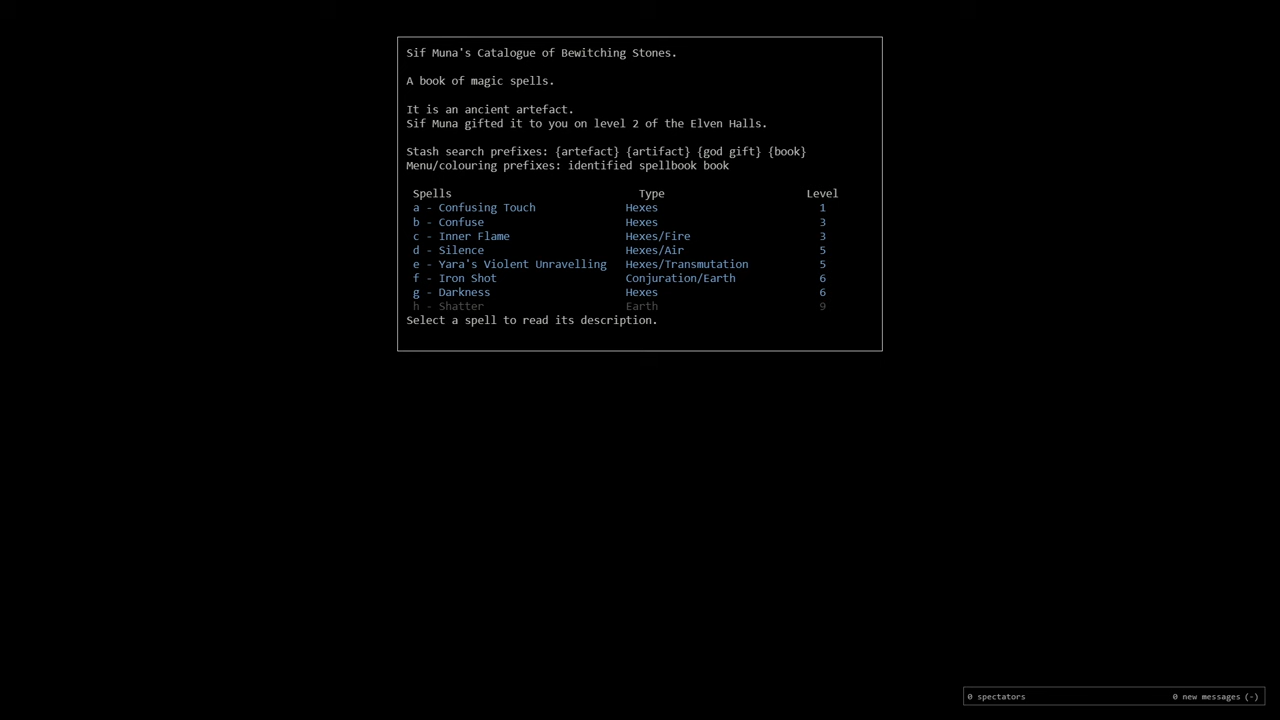 Sif Muna's Catalogue of Bewitching Stones.
A book of magic spells.
It is an ancient artefact.
Sif Muna gifted it to you on level 2 of the Elven Halls.
Stash search prefixes: {artefact} {artifact} {god gift} {book}
Menu/colouring prefixes: identified spellbook book
Spells Type Level
a - Confusing Touch Hexes 1
b - Confuse Hexes 3
c - Inner Flame Hexes/Fire 3
d - Silence Hexes/Air 5
e - Yara's Violent Unravelling Hexes/Transmutation 5
f - Iron Shot Conjuration/Earth 6
g - Darkness Hexes 6
h - Shatter Earth 9
Select a spell to read its description.
0 spectators 0 new messages (-)